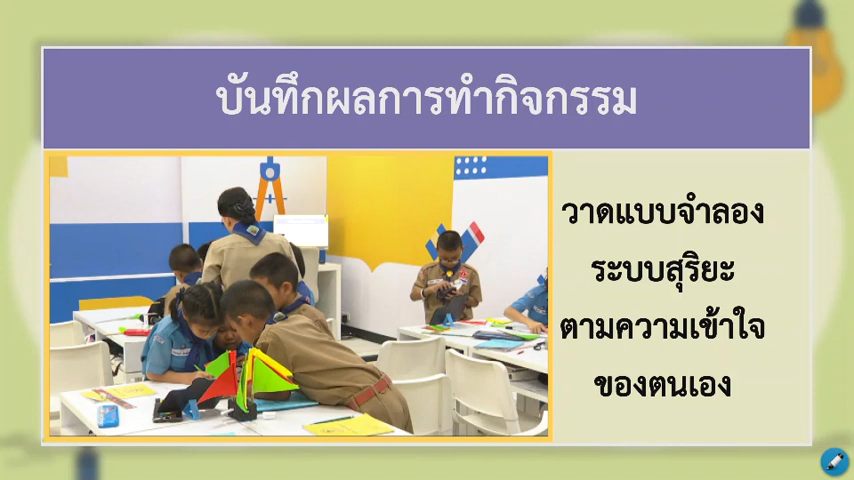 บันทึกผลการทำกิจกรรม
วาดแบบจำลอง
ระบบสุริยะ
ตามความเข้าใจ
ของตนเอง